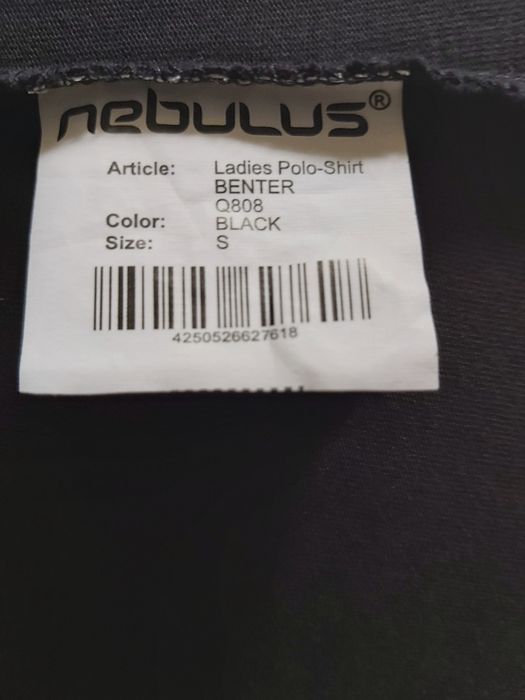 nebulus®
Article: Ladies Polo-Shirt
BENTER
Q808
Color: BLACK
Size: S
4250526627618